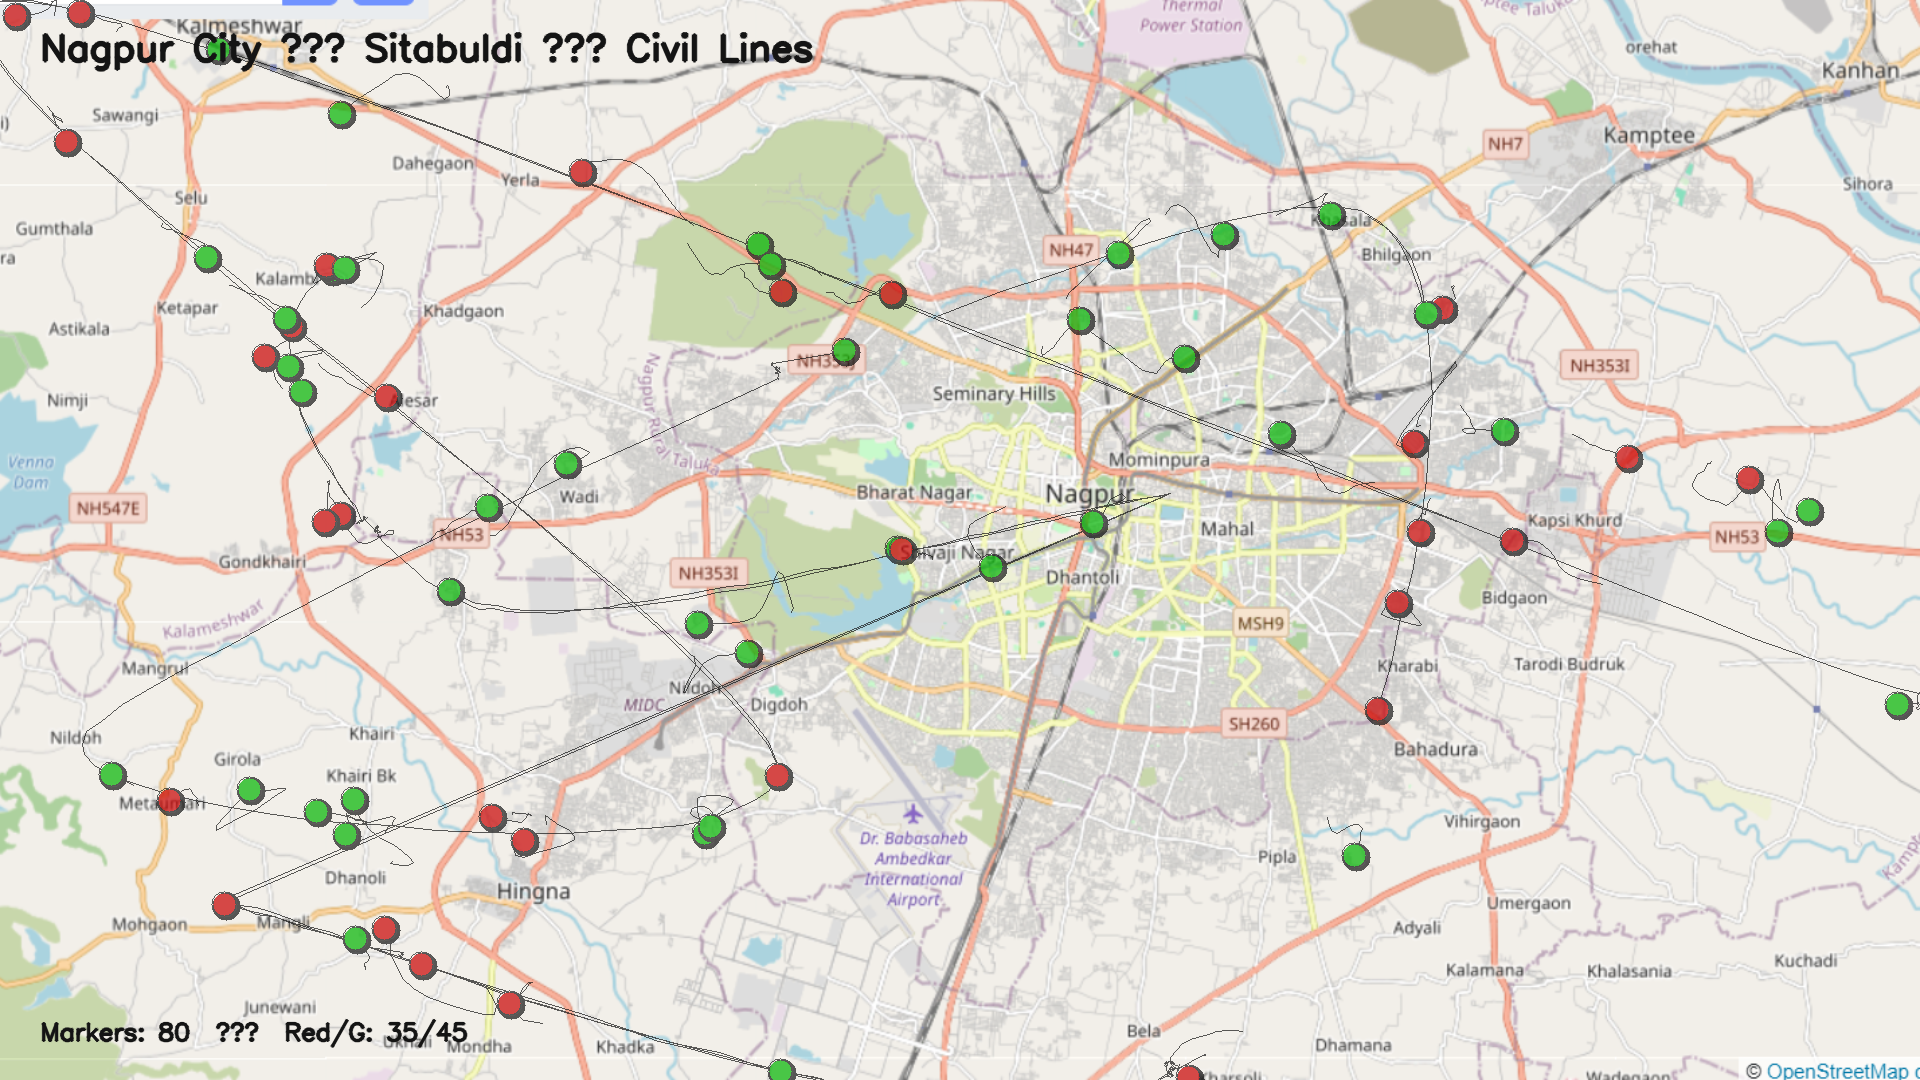 Kalmeshwar
Nagpur City ??? Sitabuldi ??? Civil Lines
Thermal
Power Station
orehat
Kanhan
Sawangi
Kamptee
NH7
Dahegaon
Yerla
Sihora
Selu
Gumthala
NH47
Bhilgaon
Ketapar
Khadgaon
Astikala
NH353I
Nimji
Seminary Hills
Nagpur Rural Taluka
Venna
Dam
Mominpura
Bharat Nagar
Nagpur
Wadi
NH547E
Kapsi Khurd
Mahal
NH53
NH53
Gondkhairi
Shivaji Nagar
NH353I
Dhantoli
Bidgaon
Kalameshwar
MSH9
Mangrul
Kharabi
Tarodi Budruk
Nildoh
MIDC
Digdoh
SH260
Nildoh
Khairi
Bahadura
Girola
Khairi Bk
Vihirgaon
Dr. Babasaheb
Ambedkar
International
Airport
Pipla
Dhanoli
Hingna
Umergaon
Mohgaon
Mangli
Adyali
Kalamana
Khalasania
Kuchadi
Junewani
Markers: 80 ??? Red/G: 35/45
Mondha
Khadka
Bela
Dhamana
Wadegaon
© OpenStreetMap